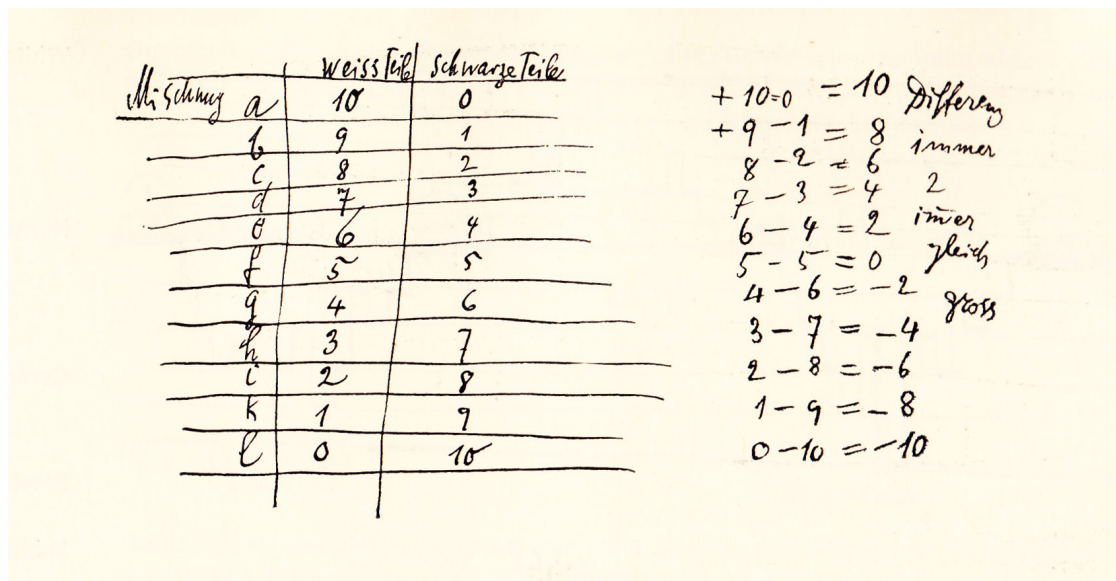 weiss Teile schwarze Teile
Mischung a 10 0
b 9 1
c 8 2
d 7 3
e 6 4
f 5 5
g 4 6
h 3 7
i 2 8
k 1 9
l 0 10
+ 10-0 = 10 Differenz
+ 9 - 1 = 8 immer
8 - 2 = 6
7 - 3 = 4 2
6 - 4 = 2 im̄er
5 - 5 = 0 gleich
4 - 6 = -2 gross
3 - 7 = -4
2 - 8 = -6
1 - 9 = -8
0 - 10 = -10